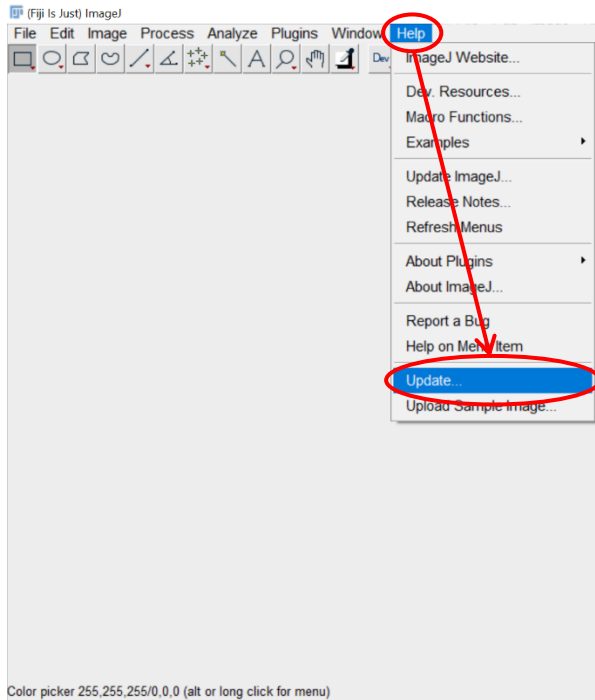 (Fiji Is Just) ImageJ
File Edit Image Process Analyze Plugins Window Help
Dev
ImageJ Website...
Dev. Resources...
Macro Functions...
Examples
Update ImageJ...
Release Notes...
Refresh Menus
About Plugins
About ImageJ...
Report a Bug
Help on Menu Item
Update...
Upload Sample Image...
Color picker 255,255,255/0,0,0 (alt or long click for menu)